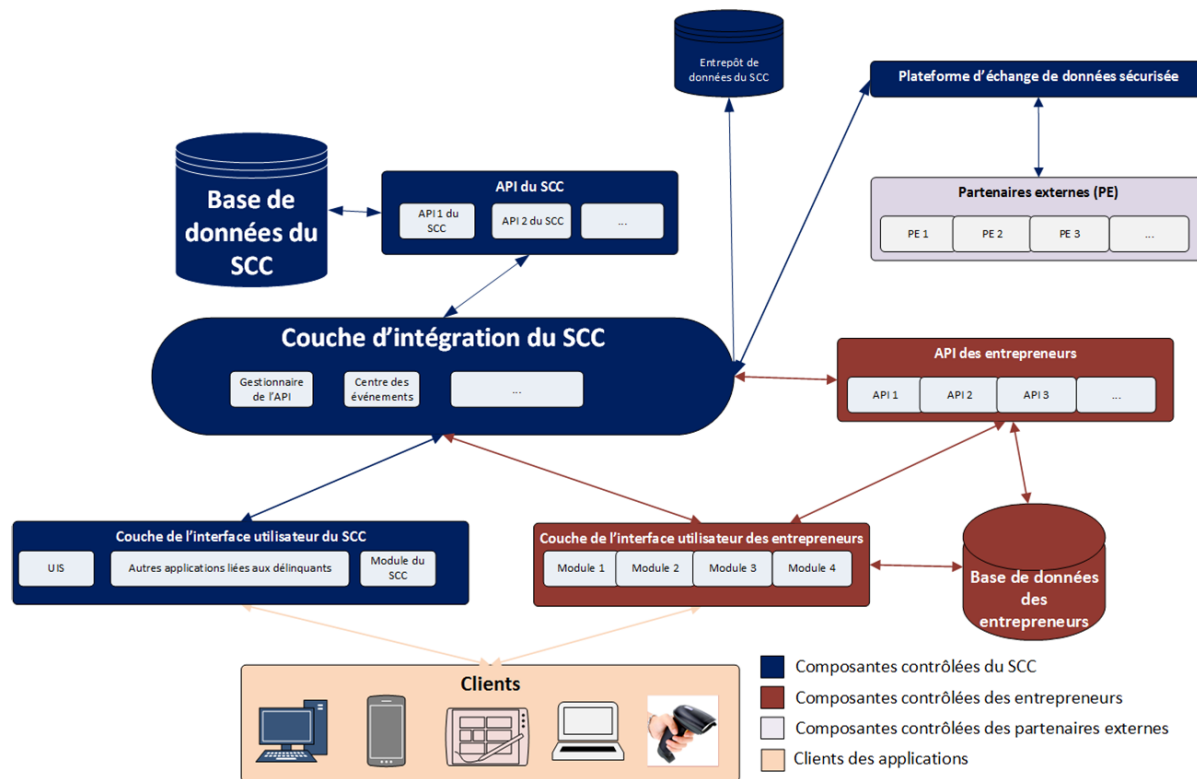 Entrepôt de
données du SCC
Plateforme d'échange de données sécurisée
Base de
données du
SCC
API du SCC
API 1 du
SCC
API 2 du SCC
...
Partenaires externes (PE)
PE 1
PE 2
PE 3
...
Couche d'intégration du SCC
Gestionnaire
de l'API
Centre des
événements
...
API des entrepreneurs
API 1
API 2
API 3
...
Couche de l'interface utilisateur du SCC
UIS
Autres applications liées aux délinquants
Module du
SCC
Couche de l'interface utilisateur des entrepreneurs
Module 1
Module 2
Module 3
Module 4
Base de données
des
entrepreneurs
Clients
Composantes contrôlées du SCC
Composantes contrôlées des entrepreneurs
Composantes contrôlées des partenaires externes
Clients des applications